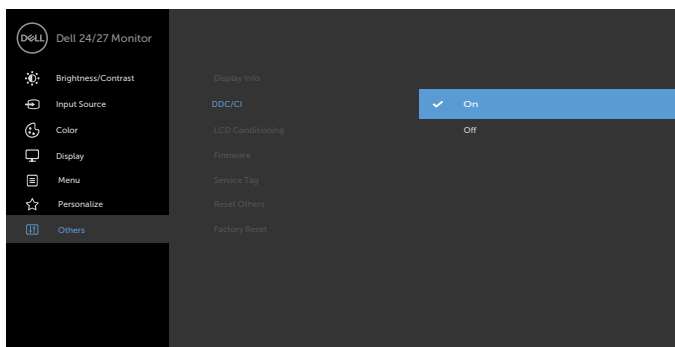 DELL
Dell 24/27 Monitor
Brightness/Contrast
Input Source
Color
Display
Menu
Personalize
Others
Display Info
DDC/CI
LCD Conditioning
Firmware
Service Tag
Reset Others
Factory Reset
On
Off